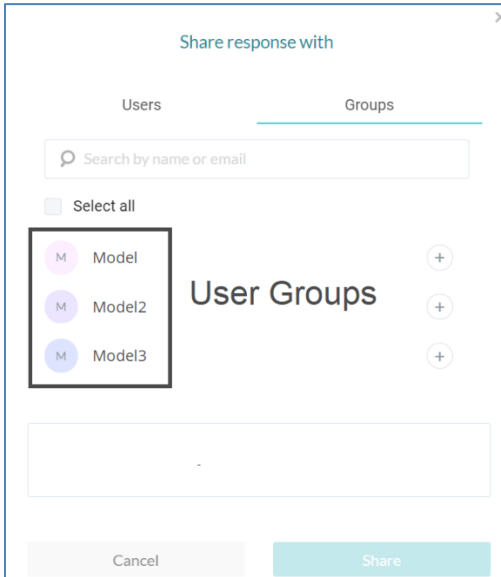 Share response with
Users Groups
Search by name or email
Select all
M Model
User Groups
M Model2
M Model3
-
Cancel Share